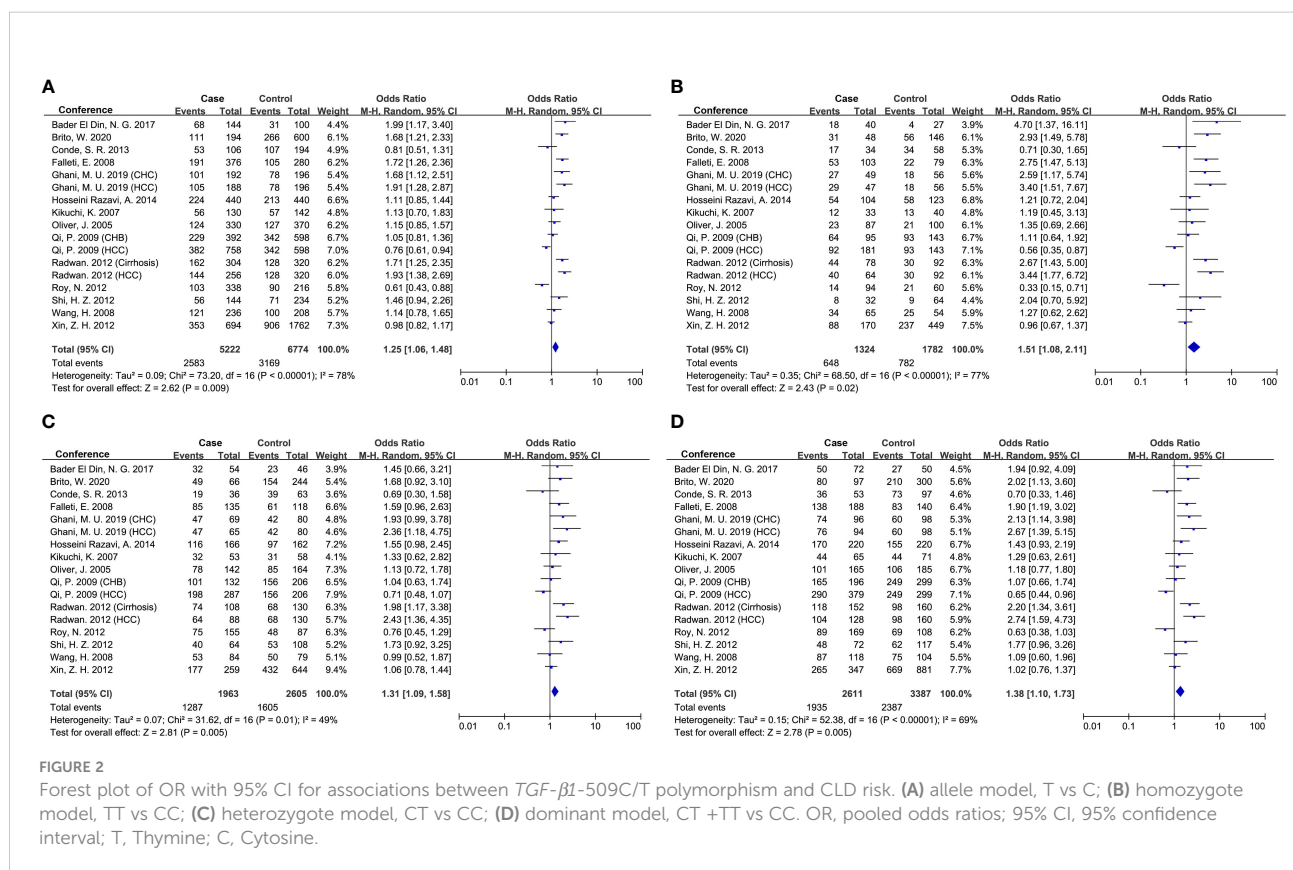 A
Case Control Odds Ratio Odds Ratio
Conference Events Total Events Total Weight M-H. Random. 95% CI M-H. Random. 95% CI
Bader El Din, N. G. 2017 68 144 31 100 4.4% 1.99 [1.17, 3.40]
Brito, W. 2020 111 194 266 600 6.1% 1.68 [1.21, 2.33]
Conde, S. R. 2013 53 106 107 194 4.9% 0.81 [0.51, 1.31]
Falleti, E. 2008 191 376 105 280 6.2% 1.72 [1.26, 2.36]
Ghani, M. U. 2019 (CHC) 101 192 78 196 5.4% 1.68 [1.12, 2.51]
Ghani, M. U. 2019 (HCC) 105 188 78 196 5.4% 1.91 [1.28, 2.87]
Hosseini Razavi, A. 2014 224 440 213 440 6.7% 1.11 [0.85, 1.44]
Kikuchi, K. 2007 56 130 57 142 4.8% 1.13 [0.70, 1.83]
Oliver, J. 2005 124 330 127 370 6.3% 1.15 [0.85, 1.57]
Qi, P. 2009 (CHB) 229 392 342 598 6.7% 1.05 [0.81, 1.36]
Qi, P. 2009 (HCC) 382 758 342 598 7.1% 0.76 [0.61, 0.94]
Radwan. 2012 (Cirrhosis) 162 304 128 320 6.2% 1.71 [1.25, 2.35]
Radwan. 2012 (HCC) 144 256 128 320 6.0% 1.93 [1.38, 2.69]
Roy, N. 2012 103 338 90 216 5.8% 0.61 [0.43, 0.88]
Shi, H. Z. 2012 56 144 71 234 5.1% 1.46 [0.94, 2.26]
Wang, H. 2008 121 236 100 208 5.6% 1.14 [0.78, 1.65]
Xin, Z. H. 2012 353 694 906 1762 7.4% 0.98 [0.82, 1.17]
Total (95% CI) 5222 6774 100.0% 1.25 [1.06, 1.48]
Total events 2583 3169
Heterogeneity: Tau² = 0.09; Chi² = 73.20, df = 16 (P < 0.00001); I² = 78%
Test for overall effect: Z = 2.62 (P = 0.009)
0.01 0.1 1 10 100
B
Case Control Odds Ratio Odds Ratio
Conference Events Total Events Total Weight M-H. Random. 95% CI M-H. Random. 95% CI
Bader El Din, N. G. 2017 18 40 4 27 3.9% 4.70 [1.37, 16.11]
Brito, W. 2020 31 48 56 146 6.0% 2.93 [1.49, 5.78]
Conde, S. R. 2013 17 34 34 58 5.3% 0.71 [0.30, 1.65]
Falleti, E. 2008 53 103 22 79 6.3% 2.75 [1.47, 5.13]
Ghani, M. U. 2019 (CHC) 27 49 18 56 5.5% 2.59 [1.17, 5.74]
Ghani, M. U. 2019 (HCC) 29 47 18 56 5.5% 3.40 [1.51, 7.67]
Hosseini Razavi, A. 2014 54 104 58 123 6.7% 1.21 [0.72, 2.04]
Kikuchi, K. 2007 12 33 13 40 4.9% 1.19 [0.45, 3.13]
Oliver, J. 2005 23 87 21 100 6.1% 1.35 [0.69, 2.66]
Qi, P. 2009 (CHB) 64 95 93 143 6.6% 1.11 [0.64, 1.92]
Qi, P. 2009 (HCC) 92 181 93 143 7.0% 0.56 [0.35, 0.87]
Radwan. 2012 (Cirrhosis) 44 78 30 92 6.3% 2.67 [1.43, 5.00]
Radwan. 2012 (HCC) 40 64 30 92 6.1% 3.44 [1.77, 6.72]
Roy, N. 2012 14 94 21 60 5.7% 0.33 [0.15, 0.71]
Shi, H. Z. 2012 8 32 9 64 4.5% 2.04 [0.70, 5.92]
Wang, H. 2008 34 65 25 54 5.9% 1.27 [0.62, 2.62]
Xin, Z. H. 2012 88 170 237 449 7.4% 0.96 [0.67, 1.37]
Total (95% CI) 1324 1782 100.0% 1.51 [1.08, 2.11]
Total events 648 782
Heterogeneity: Tau² = 0.35; Chi² = 68.50, df = 16 (P < 0.00001); I² = 77%
Test for overall effect: Z = 2.43 (P = 0.02)
0.01 0.1 1 10 100
C
Case Control Odds Ratio Odds Ratio
Conference Events Total Events Total Weight M-H. Random. 95% CI M-H. Random. 95% CI
Bader El Din, N. G. 2017 32 54 23 46 3.9% 1.45 [0.66, 3.21]
Brito, W. 2020 49 66 154 244 5.4% 1.68 [0.92, 3.10]
Conde, S. R. 2013 19 36 39 63 3.6% 0.69 [0.30, 1.58]
Falleti, E. 2008 85 135 61 118 6.7% 1.59 [0.96, 2.63]
Ghani, M. U. 2019 (CHC) 47 69 42 80 4.8% 1.93 [0.99, 3.78]
Ghani, M. U. 2019 (HCC) 47 65 42 80 4.6% 2.36 [1.18, 4.75]
Hosseini Razavi, A. 2014 116 166 97 162 7.3% 1.55 [0.98, 2.45]
Kikuchi, K. 2007 32 53 31 58 4.1% 1.33 [0.62, 2.82]
Oliver, J. 2005 78 142 85 164 7.4% 1.13 [0.72, 1.78]
Qi, P. 2009 (CHB) 101 132 156 206 6.5% 1.04 [0.63, 1.74]
Qi, P. 2009 (HCC) 198 287 156 206 8.2% 0.71 [0.48, 1.07]
Radwan. 2012 (Cirrhosis) 74 108 68 130 6.3% 1.98 [1.17, 3.38]
Radwan. 2012 (HCC) 64 88 68 130 5.6% 2.43 [1.36, 4.35]
Roy, N. 2012 75 155 48 87 6.4% 0.76 [0.45, 1.29]
Shi, H. Z. 2012 40 64 53 108 5.2% 1.73 [0.92, 3.25]
Wang, H. 2008 53 84 50 79 5.1% 0.99 [0.52, 1.87]
Xin, Z. H. 2012 177 259 432 644 9.1% 1.06 [0.78, 1.44]
Total (95% CI) 1963 2605 100.0% 1.31 [1.09, 1.58]
Total events 1287 1605
Heterogeneity: Tau² = 0.07; Chi² = 31.62, df = 16 (P = 0.01); I² = 49%
Test for overall effect: Z = 2.81 (P = 0.005)
0.01 0.1 1 10 100
D
Case Control Odds Ratio Odds Ratio
Conference Events Total Events Total Weight M-H. Random. 95% CI M-H. Random. 95% CI
Bader El Din, N. G. 2017 50 72 27 50 4.5% 1.94 [0.92, 4.09]
Brito, W. 2020 80 97 210 300 5.6% 2.02 [1.13, 3.60]
Conde, S. R. 2013 36 53 73 97 4.5% 0.70 [0.33, 1.46]
Falleti, E. 2008 138 188 83 140 6.5% 1.90 [1.19, 3.02]
Ghani, M. U. 2019 (CHC) 74 96 60 98 5.2% 2.13 [1.14, 3.98]
Ghani, M. U. 2019 (HCC) 76 94 60 98 5.0% 2.67 [1.39, 5.15]
Hosseini Razavi, A. 2014 170 220 155 220 6.8% 1.43 [0.93, 2.19]
Kikuchi, K. 2007 44 65 44 71 4.7% 1.29 [0.63, 2.61]
Oliver, J. 2005 101 165 106 185 6.8% 1.18 [0.77, 1.80]
Qi, P. 2009 (CHB) 165 196 249 299 6.4% 1.07 [0.66, 1.74]
Qi, P. 2009 (HCC) 290 379 249 299 7.1% 0.65 [0.44, 0.96]
Radwan. 2012 (Cirrhosis) 118 152 98 160 6.3% 2.20 [1.34, 3.61]
Radwan. 2012 (HCC) 104 128 98 160 5.9% 2.74 [1.59, 4.73]
Roy, N. 2012 89 169 69 108 6.3% 0.63 [0.38, 1.03]
Shi, H. Z. 2012 48 72 62 117 5.3% 1.77 [0.96, 3.26]
Wang, H. 2008 87 118 75 104 5.4% 1.09 [0.60, 1.96]
Xin, Z. H. 2012 265 347 669 881 7.8% 1.02 [0.76, 1.37]
Total (95% CI) 2611 3387 100.0% 1.38 [1.10, 1.73]
Total events 1935 2387
Heterogeneity: Tau² = 0.15; Chi² = 52.38, df = 16 (P < 0.00001); I² = 69%
Test for overall effect: Z = 2.78 (P = 0.005)
0.01 0.1 1 10 100
FIGURE 2
Forest plot of OR with 95% CI for associations between TGF-β1-509C/T polymorphism and CLD risk. (A) allele model, T vs C; (B) homozygote
model, TT vs CC; (C) heterozygote model, CT vs CC; (D) dominant model, CT +TT vs CC. OR, pooled odds ratios; 95% CI, 95% confidence
interval; T, Thymine; C, Cytosine.